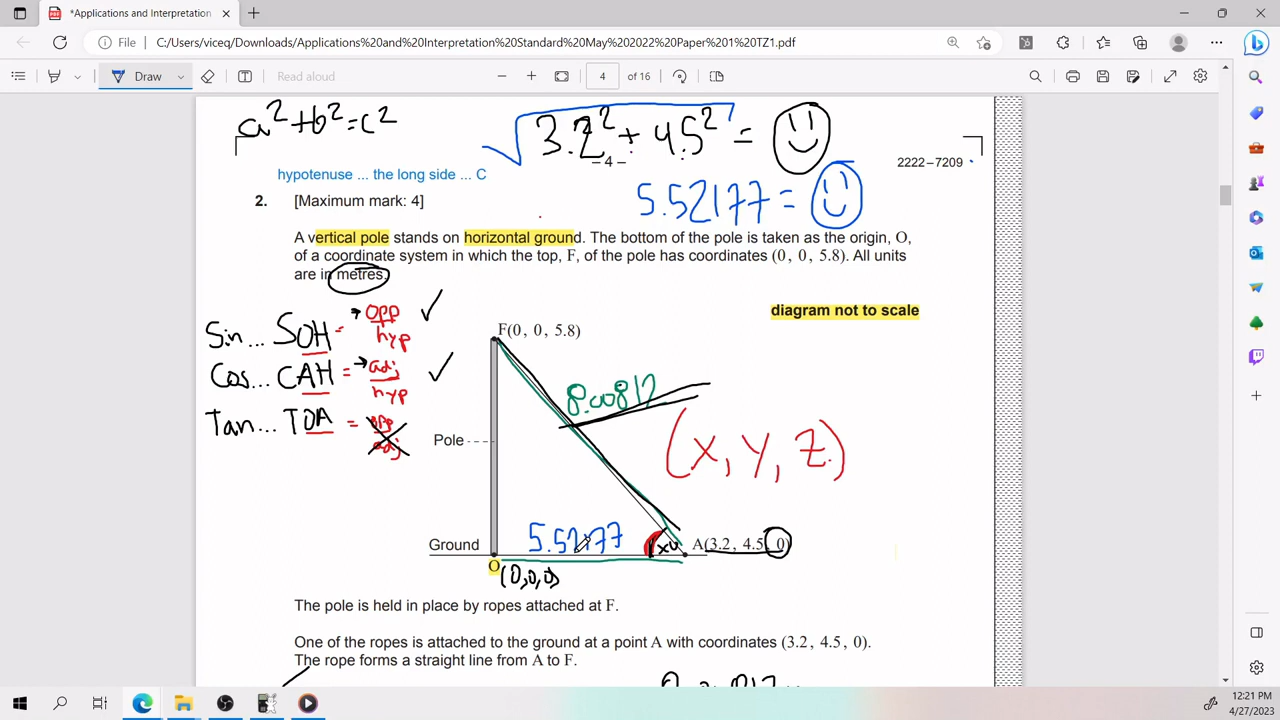 *Applications and Interpretation
File
C:/Users/viceq/Downloads/Applications%20and%20Interpretation%20Standard%20May%202022%20Paper%201%20TZ1.pdf
Draw
Read aloud
4 of 16
a² + b² = c²
3.2² + 4.5² =
– 4 –
2222–7209
hypotenuse ... the long side ... C
5.52177 =
2. [Maximum mark: 4]
A vertical pole stands on horizontal ground. The bottom of the pole is taken as the origin, O,
of a coordinate system in which the top, F, of the pole has coordinates (0, 0, 5.8). All units
are in metres.
diagram not to scale
F(0, 0, 5.8)
Sin... SOH = opp
hyp
Cos... CAH = adj
hyp
Tan... TOA = opp
adj
8.00817
(x, y, z)
Pole
5.52177
Ground
A(3.2, 4.5, 0)
O (0,0,0)
The pole is held in place by ropes attached at F.
One of the ropes is attached to the ground at a point A with coordinates (3.2, 4.5, 0).
The rope forms a straight line from A to F.
12:21 PM
4/27/2023